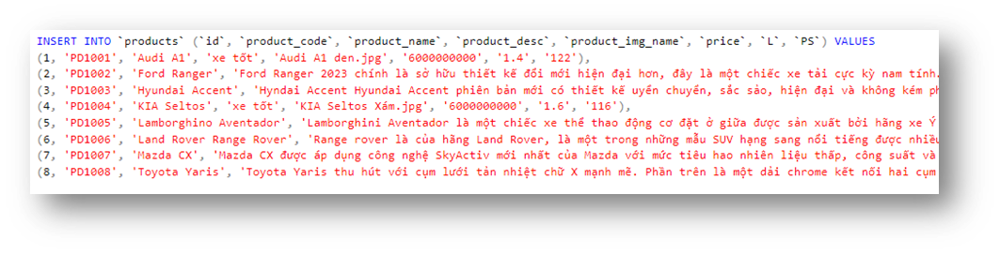 INSERT INTO `products` (`id`, `product_code`, `product_name`, `product_desc`, `product_img_name`, `price`, `L`, `PS`) VALUES
(1, 'PD1001', 'Audi A1', 'xe tốt', 'Audi A1 den.jpg', '6000000000', '1.4', '122'),
(2, 'PD1002', 'Ford Ranger', 'Ford Ranger 2023 chính là sở hữu thiết kế đổi mới hiện đại hơn, đây là một chiếc xe tải cực kỳ nam tính.
(3, 'PD1003', 'Hyundai Accent', 'Hyndai Accent Hyundai Accent phiên bản mới có thiết kế uyển chuyển, sắc sảo, hiện đại và không kém
(4, 'PD1004', 'KIA Seltos', 'xe tốt', 'KIA Seltos Xám.jpg', '6000000000', '1.6', '116'),
(5, 'PD1005', 'Lamborghino Aventador', 'Lamborghini Aventador là một chiếc xe thể thao động cơ đặt ở giữa được sản xuất bởi hãng xe Ý
(6, 'PD1006', 'Land Rover Range Rover', 'Range rover là của hãng Land Rover, là một trong những mẫu SUV hạng sang nổi tiếng được nhiều
(7, 'PD1007', 'Mazda CX', 'Mazda CX được áp dụng công nghệ SkyActiv mới nhất của Mazda với mức tiêu hao nhiên liệu thấp, công suất và
(8, 'PD1008', 'Toyota Yaris', 'Toyota Yaris thu hút với cụm lưới tản nhiệt chữ X mạnh mẽ. Phần trên là một dải chrome kết nối hai cụm